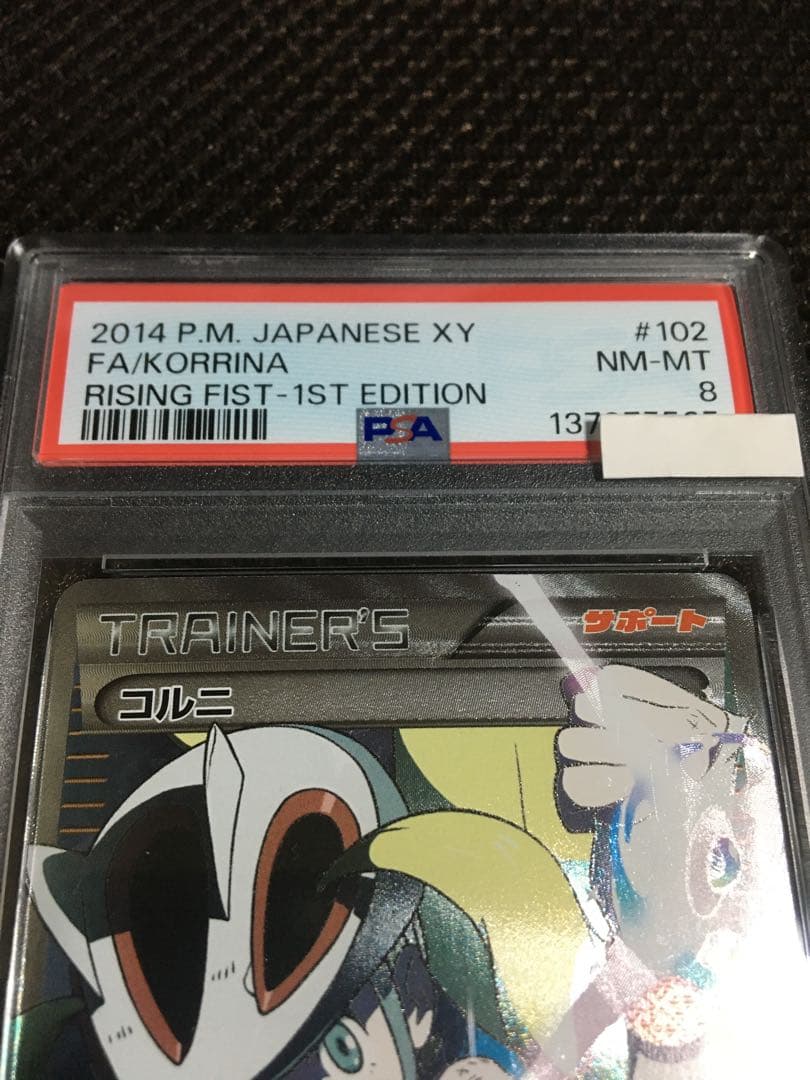 2014 P.M. JAPANESE XY #102
FA/KORRINA NM-MT
RISING FIST-1ST EDITION 8
PSA
TRAINER'S サポート
コルニ